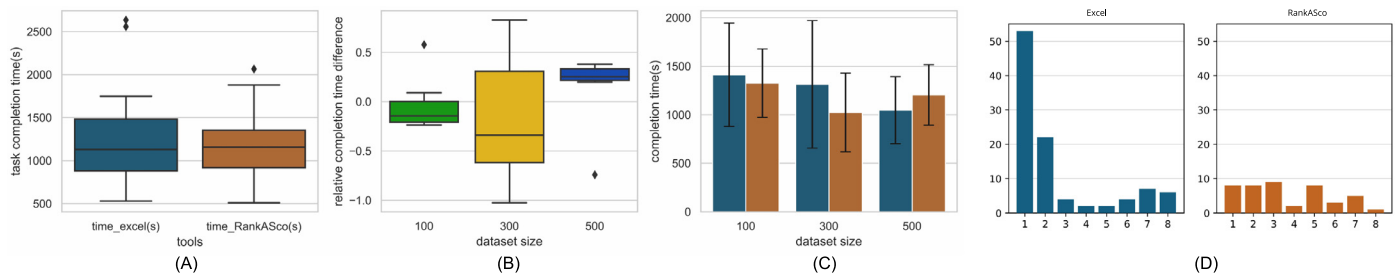 task completion time(s)
2500
2000
1500
1000
500
time_excel(s)
time_RankASco(s)
tools
(A)
relative completion time difference
0.5
0.0
−0.5
−1.0
100
300
500
dataset size
(B)
completion time(s)
2000
1500
1000
500
0
100
300
500
dataset size
(C)
Excel
50
40
30
20
10
0
1 2 3 4 5 6 7 8
RankASco
50
40
30
20
10
0
1 2 3 4 5 6 7 8
(D)